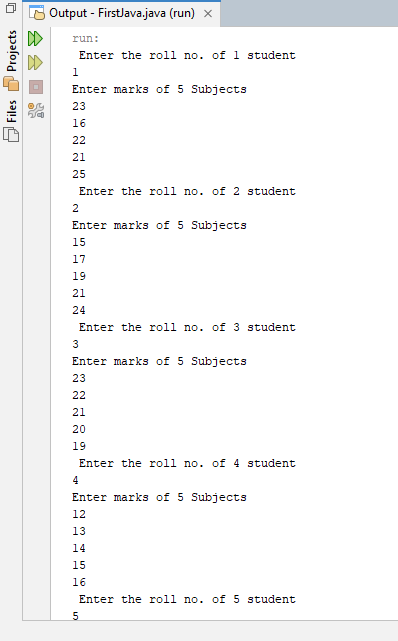 Output - FirstJava.java (run) ×
Projects
Files
run:
Enter the roll no. of 1 student
1
Enter marks of 5 Subjects
23
16
22
21
25
Enter the roll no. of 2 student
2
Enter marks of 5 Subjects
15
17
19
21
24
Enter the roll no. of 3 student
3
Enter marks of 5 Subjects
23
22
21
20
19
Enter the roll no. of 4 student
4
Enter marks of 5 Subjects
12
13
14
15
16
Enter the roll no. of 5 student
5